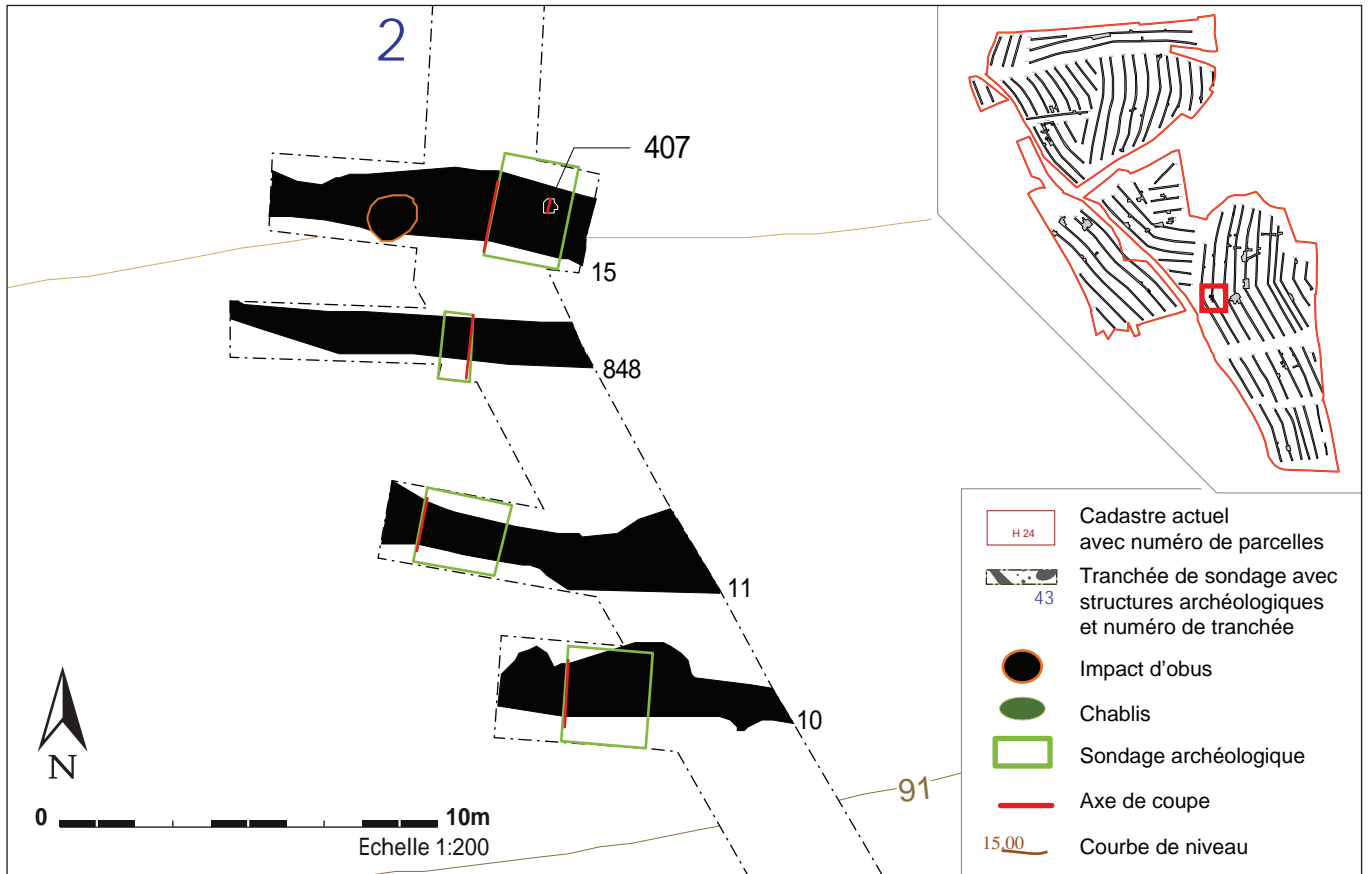 2
407
15
848
11
10
91
N
0 10m
Echelle 1:200
H 24
Cadastre actuel
avec numéro de parcelles
43
Tranchée de sondage avec
structures archéologiques
et numéro de tranchée
Impact d'obus
Chablis
Sondage archéologique
Axe de coupe
15,00
Courbe de niveau